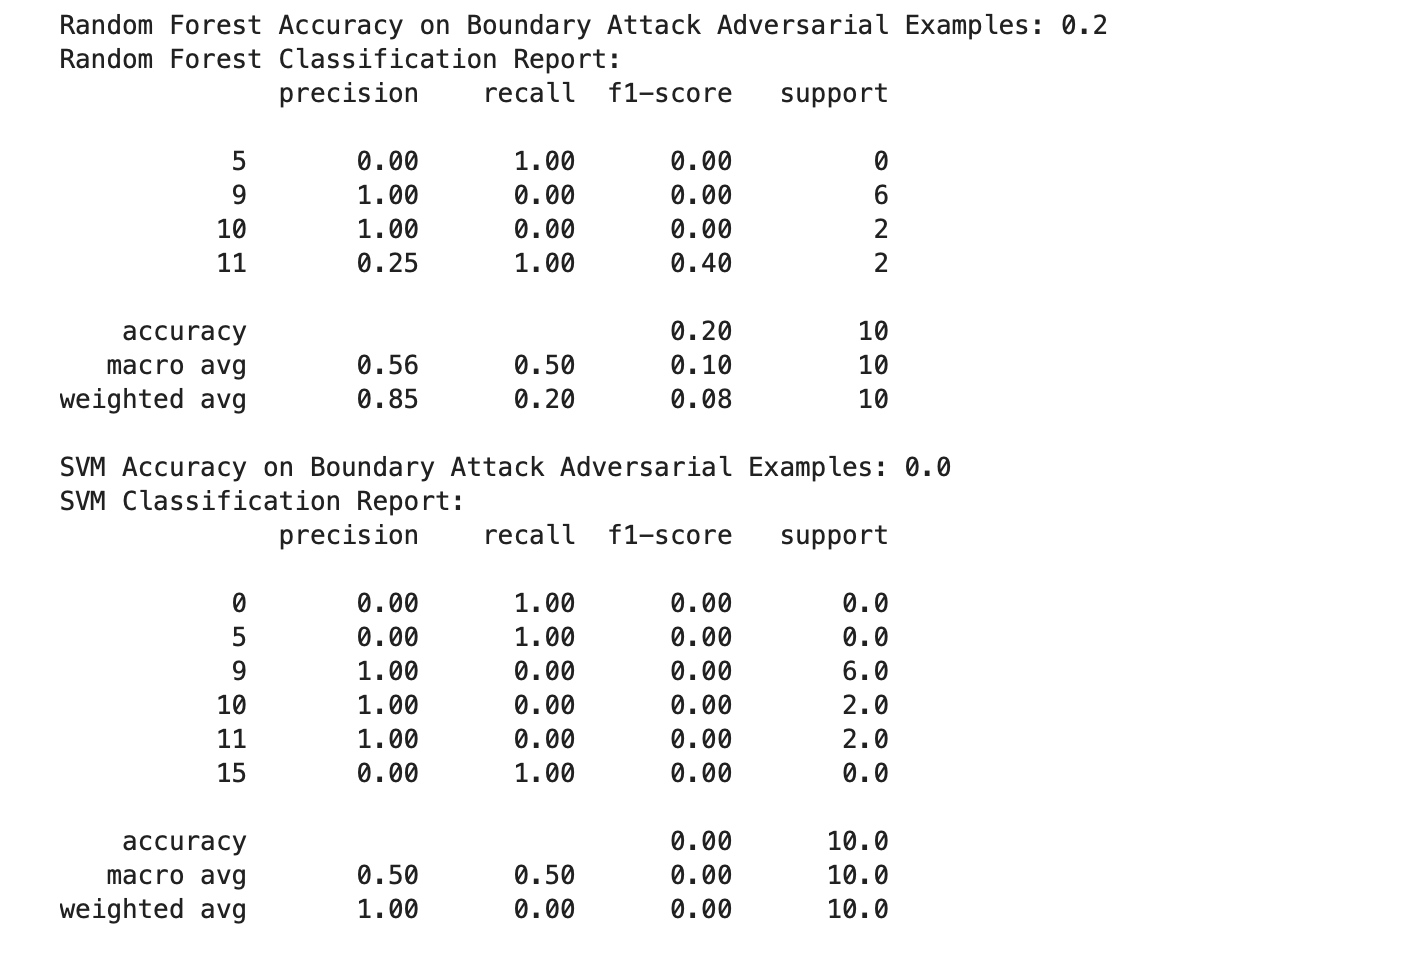 Random Forest Accuracy on Boundary Attack Adversarial Examples: 0.2
Random Forest Classification Report:
              precision    recall  f1-score   support

           5       0.00      1.00      0.00         0
           9       1.00      0.00      0.00         6
          10       1.00      0.00      0.00         2
          11       0.25      1.00      0.40         2

    accuracy                           0.20        10
   macro avg       0.56      0.50      0.10        10
weighted avg       0.85      0.20      0.08        10

SVM Accuracy on Boundary Attack Adversarial Examples: 0.0
SVM Classification Report:
              precision    recall  f1-score   support

           0       0.00      1.00      0.00       0.0
           5       0.00      1.00      0.00       0.0
           9       1.00      0.00      0.00       6.0
          10       1.00      0.00      0.00       2.0
          11       1.00      0.00      0.00       2.0
          15       0.00      1.00      0.00       0.0

    accuracy                           0.00      10.0
   macro avg       0.50      0.50      0.00      10.0
weighted avg       1.00      0.00      0.00      10.0